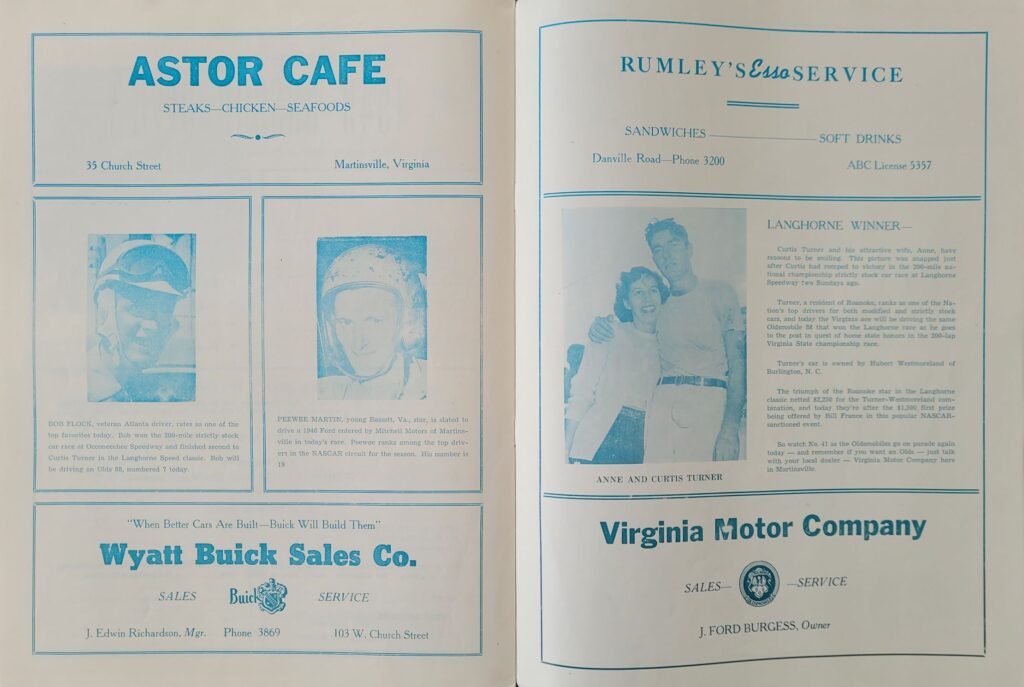 ASTOR CAFE
STEAKS—CHICKEN—SEAFOODS
35 Church Street Martinsville, Virginia
BOB FLOCK, veteran Atlanta driver, rates as one of the
top favorites today. Bob won the 200-mile strictly stock
car race at Occoneechee Speedway and finished second to
Curtis Turner in the Langhorne Speed classic. Bob will
be driving an Olds 88, numbered 7 today.
PEEWEE MARTIN, young Bassett, Va., star, is slated to
drive a 1946 Ford entered by Mitchell Motors of Martins-
ville in today's race. Peewee ranks among the top driv-
ers in the NASCAR circuit for the season. His number is
19
"When Better Cars Are Built—Buick Will Build Them"
Wyatt Buick Sales Co.
SALES Buick SERVICE
J. Edwin Richardson, Mgr. Phone 3869 103 W. Church Street
RUMLEY'S Esso SERVICE
SANDWICHES — SOFT DRINKS
Danville Road—Phone 3200 ABC License 5357
LANGHORNE WINNER—
Curtis Turner and his attractive wife, Anne, have
reasons to be smiling. This picture was snapped just
after Curtis had romped to victory in the 200-mile na-
tional championship strictly stock car race at Langhorne
Speedway two Sundays ago.
Turner, a resident of Roanoke, ranks as one of the Na-
tion's top drivers for both modified and strictly stock
cars, and today the Virginia ace will be driving the same
Oldsmobile 88 that won the Langhorne race as he goes
to the post in quest of home state honors in the 200-lap
Virginia State championship race.
Turner's car is owned by Hubert Westmoreland of
Burlington, N. C.
The triumph of the Roanoke star in the Langhorne
classic netted $2,250 for the Turner-Westmoreland com-
bination, and today they're after the $1,500 first prize
being offered by Bill France in this popular NASCAR-
sanctioned event.
So watch No. 41 as the Oldsmobiles go on parade again
today — and remember if you want an Olds — just talk
with your local dealer — Virginia Motor Company here
in Martinsville.
ANNE AND CURTIS TURNER
Virginia Motor Company
SALES— —SERVICE
J. FORD BURGESS, Owner